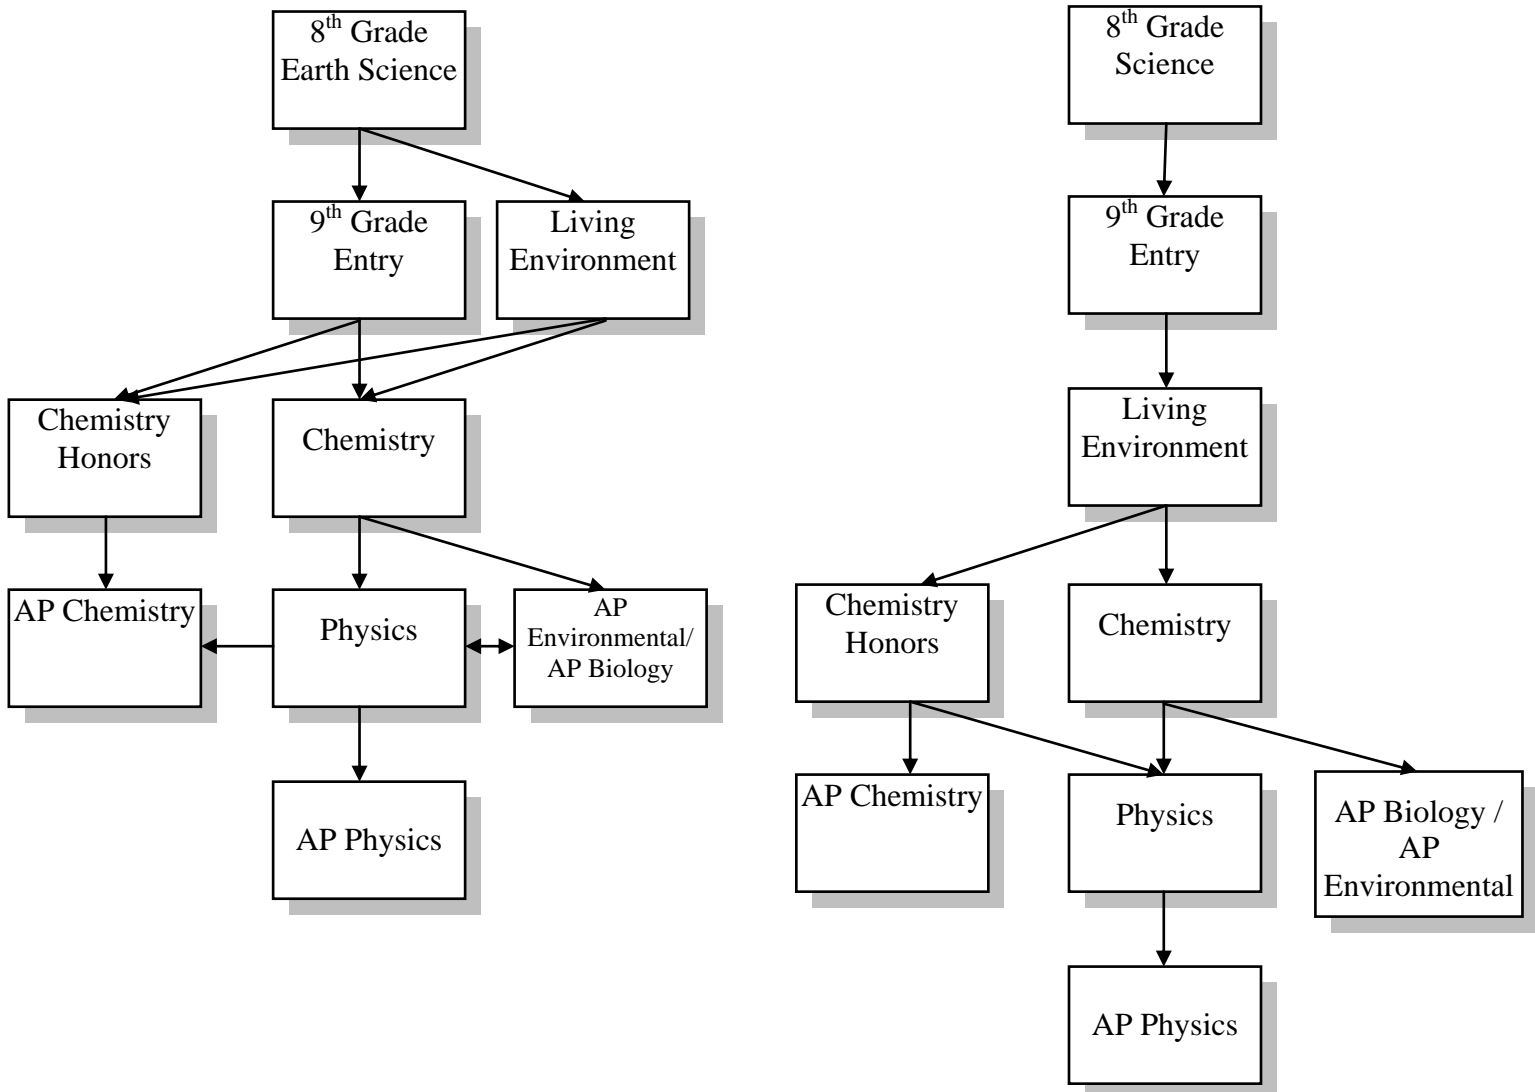 8th Grade
Earth Science
9th Grade
Entry
Living
Environment
Chemistry
Honors
Chemistry
AP Chemistry
Physics
AP
Environmental/
AP Biology
AP Physics
8th Grade
Science
9th Grade
Entry
Living
Environment
Chemistry
Honors
Chemistry
AP Chemistry
Physics
AP Biology /
AP
Environmental
AP Physics